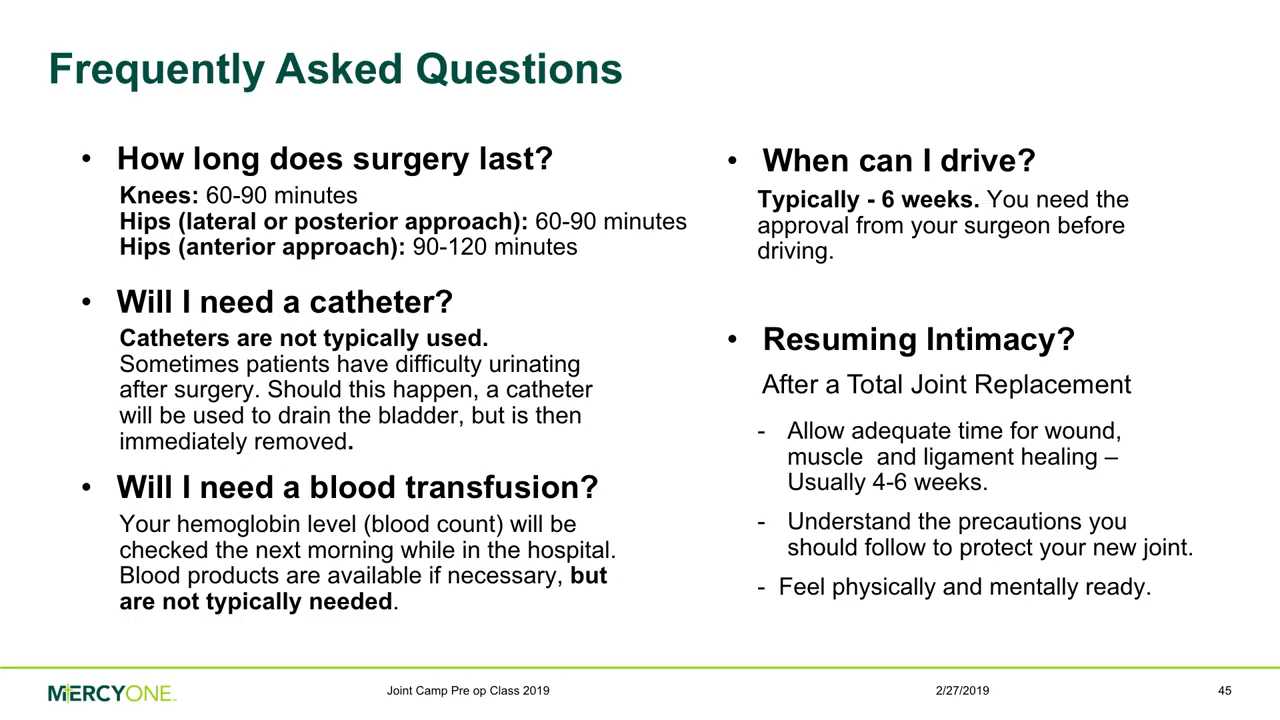 Frequently Asked Questions
• How long does surgery last?
Knees: 60-90 minutes
Hips (lateral or posterior approach): 60-90 minutes
Hips (anterior approach): 90-120 minutes
• Will I need a catheter?
Catheters are not typically used.
Sometimes patients have difficulty urinating
after surgery. Should this happen, a catheter
will be used to drain the bladder, but is then
immediately removed.
• Will I need a blood transfusion?
Your hemoglobin level (blood count) will be
checked the next morning while in the hospital.
Blood products are available if necessary, but
are not typically needed.
• When can I drive?
Typically - 6 weeks. You need the
approval from your surgeon before
driving.
• Resuming Intimacy?
After a Total Joint Replacement
- Allow adequate time for wound,
muscle and ligament healing –
Usually 4-6 weeks.
- Understand the precautions you
should follow to protect your new joint.
- Feel physically and mentally ready.
MERCYONE
Joint Camp Pre op Class 2019
2/27/2019
45